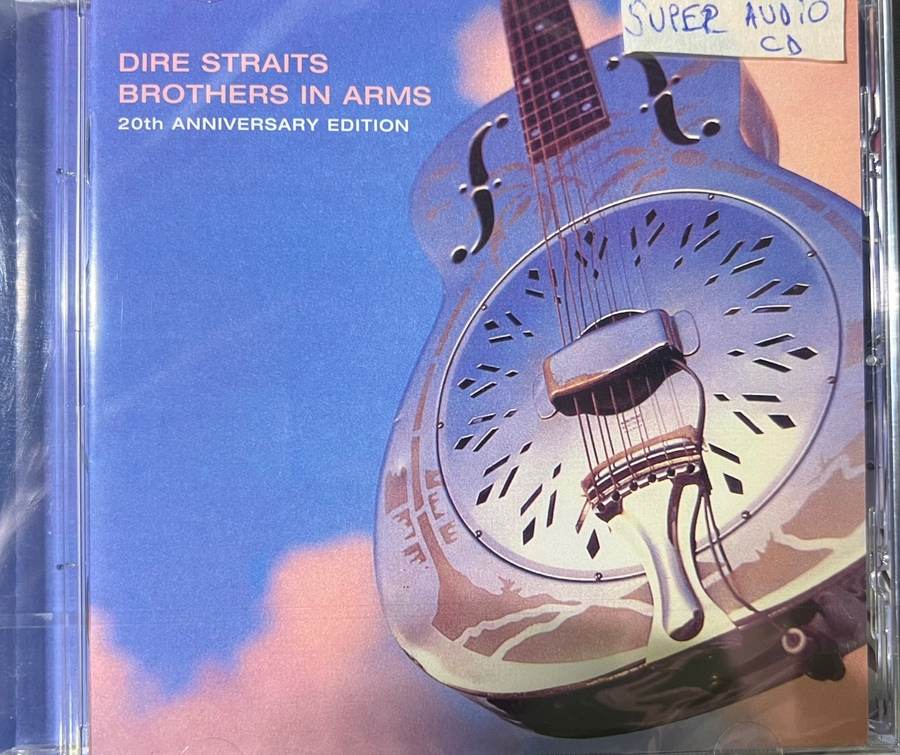 SUPER AUDIO
CD
DIRE STRAITS
BROTHERS IN ARMS
20th ANNIVERSARY EDITION